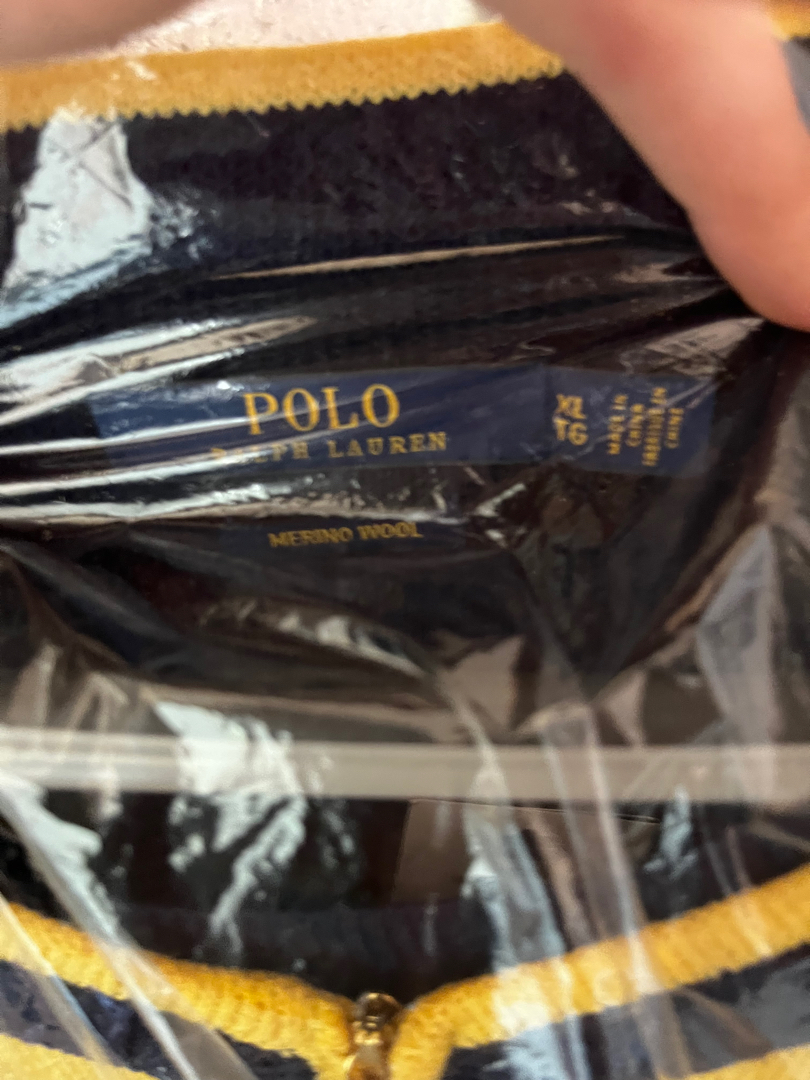 POLO
RALPH LAUREN
XL
TG
MADE IN
CHINA
FABRIQUÉ EN
CHINE
MERINO WOOL